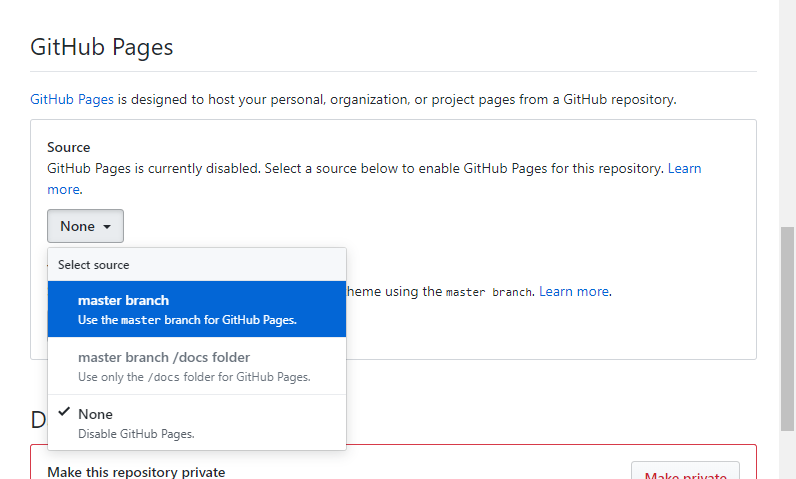 GitHub Pages
GitHub Pages is designed to host your personal, organization, or project pages from a GitHub repository.
Source
GitHub Pages is currently disabled. Select a source below to enable GitHub Pages for this repository. Learn
more.
None
Select source
heme using the master branch. Learn more.
master branch
Use the master branch for GitHub Pages.
master branch /docs folder
Use only the /docs folder for GitHub Pages.
None
Disable GitHub Pages.
D
Make this repository private
Make private